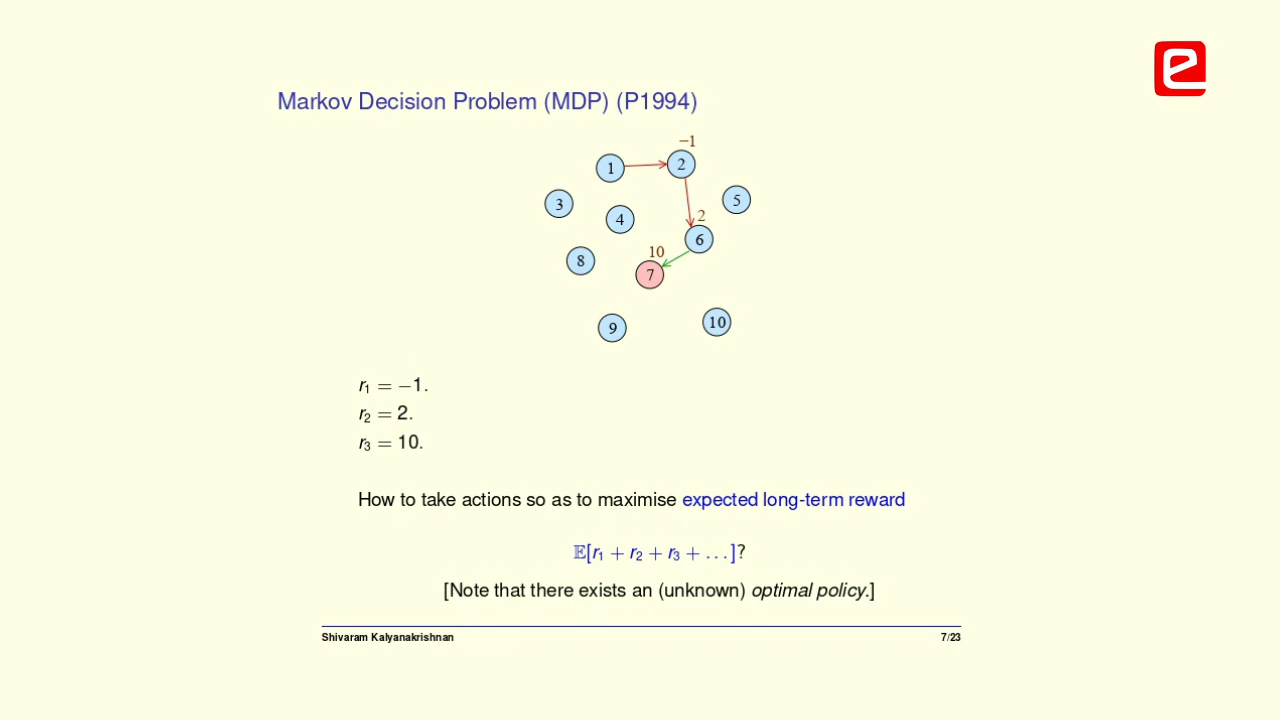 e
Markov Decision Problem (MDP) (P1994)
−1
1
2
3
4
5
2
6
10
7
8
9
10
r₁ = −1.
r₂ = 2.
r₃ = 10.
How to take actions so as to maximise expected long-term reward
𝔼[r₁ + r₂ + r₃ + . . .]?
[Note that there exists an (unknown) optimal policy.]
Shivaram Kalyanakrishnan 7/23